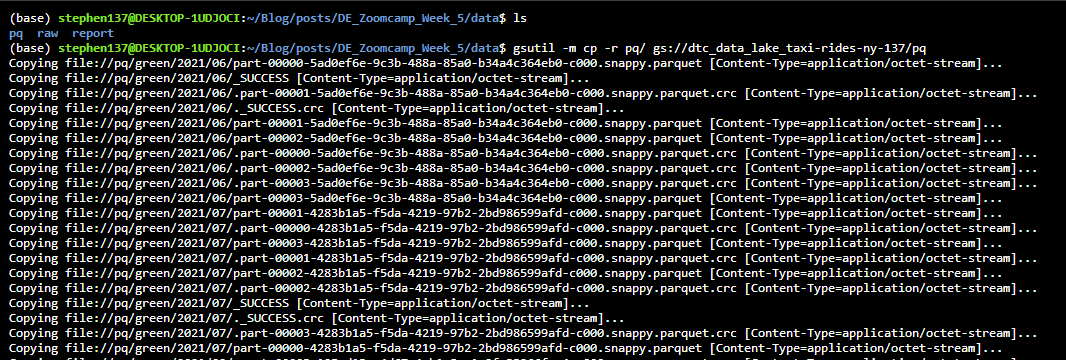 (base) stephen137@DESKTOP-1UDJOCI:~/Blog/posts/DE_Zoomcamp_Week_5/data$ ls
pq raw report
(base) stephen137@DESKTOP-1UDJOCI:~/Blog/posts/DE_Zoomcamp_Week_5/data$ gsutil -m cp -r pq/ gs://dtc_data_lake_taxi-rides-ny-137/pq
Copying file://pq/green/2021/06/part-00000-5ad0ef6e-9c3b-488a-85a0-b34a4c364eb0-c000.snappy.parquet [Content-Type=application/octet-stream]...
Copying file://pq/green/2021/06/_SUCCESS [Content-Type=application/octet-stream]...
Copying file://pq/green/2021/06/.part-00001-5ad0ef6e-9c3b-488a-85a0-b34a4c364eb0-c000.snappy.parquet.crc [Content-Type=application/octet-stream]...
Copying file://pq/green/2021/06/._SUCCESS.crc [Content-Type=application/octet-stream]...
Copying file://pq/green/2021/06/part-00001-5ad0ef6e-9c3b-488a-85a0-b34a4c364eb0-c000.snappy.parquet [Content-Type=application/octet-stream]...
Copying file://pq/green/2021/06/part-00002-5ad0ef6e-9c3b-488a-85a0-b34a4c364eb0-c000.snappy.parquet [Content-Type=application/octet-stream]...
Copying file://pq/green/2021/06/.part-00000-5ad0ef6e-9c3b-488a-85a0-b34a4c364eb0-c000.snappy.parquet.crc [Content-Type=application/octet-stream]...
Copying file://pq/green/2021/06/.part-00002-5ad0ef6e-9c3b-488a-85a0-b34a4c364eb0-c000.snappy.parquet.crc [Content-Type=application/octet-stream]...
Copying file://pq/green/2021/06/.part-00003-5ad0ef6e-9c3b-488a-85a0-b34a4c364eb0-c000.snappy.parquet.crc [Content-Type=application/octet-stream]...
Copying file://pq/green/2021/06/part-00003-5ad0ef6e-9c3b-488a-85a0-b34a4c364eb0-c000.snappy.parquet [Content-Type=application/octet-stream]...
Copying file://pq/green/2021/07/part-00001-4283b1a5-f5da-4219-97b2-2bd986599afd-c000.snappy.parquet [Content-Type=application/octet-stream]...
Copying file://pq/green/2021/07/.part-00000-4283b1a5-f5da-4219-97b2-2bd986599afd-c000.snappy.parquet.crc [Content-Type=application/octet-stream]...
Copying file://pq/green/2021/07/part-00003-4283b1a5-f5da-4219-97b2-2bd986599afd-c000.snappy.parquet [Content-Type=application/octet-stream]...
Copying file://pq/green/2021/07/.part-00001-4283b1a5-f5da-4219-97b2-2bd986599afd-c000.snappy.parquet.crc [Content-Type=application/octet-stream]...
Copying file://pq/green/2021/07/part-00002-4283b1a5-f5da-4219-97b2-2bd986599afd-c000.snappy.parquet [Content-Type=application/octet-stream]...
Copying file://pq/green/2021/07/.part-00002-4283b1a5-f5da-4219-97b2-2bd986599afd-c000.snappy.parquet.crc [Content-Type=application/octet-stream]...
Copying file://pq/green/2021/07/_SUCCESS [Content-Type=application/octet-stream]...
Copying file://pq/green/2021/07/._SUCCESS.crc [Content-Type=application/octet-stream]...
Copying file://pq/green/2021/07/.part-00003-4283b1a5-f5da-4219-97b2-2bd986599afd-c000.snappy.parquet.crc [Content-Type=application/octet-stream]...
Copying file://pq/green/2021/07/part-00000-4283b1a5-f5da-4219-97b2-2bd986599afd-c000.snappy.parquet [Content-Type=application/octet-stream]...